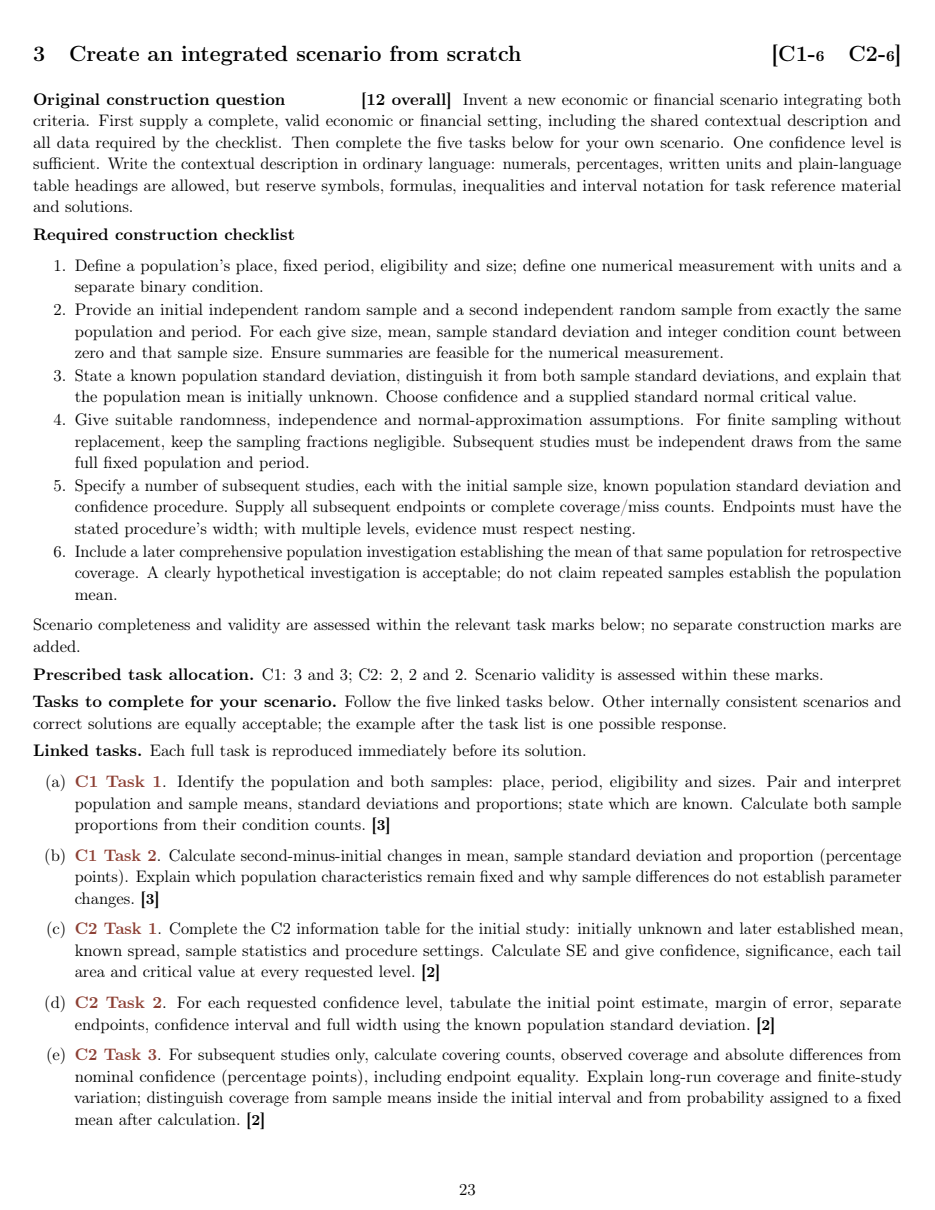 3 Create an integrated scenario from scratch [C1-6 C2-6]
Original construction question [12 overall] Invent a new economic or financial scenario integrating both
criteria. First supply a complete, valid economic or financial setting, including the shared contextual description and
all data required by the checklist. Then complete the five tasks below for your own scenario. One confidence level is
sufficient. Write the contextual description in ordinary language: numerals, percentages, written units and plain-language
table headings are allowed, but reserve symbols, formulas, inequalities and interval notation for task reference material
and solutions.
Required construction checklist
1. Define a population's place, fixed period, eligibility and size; define one numerical measurement with units and a
separate binary condition.
2. Provide an initial independent random sample and a second independent random sample from exactly the same
population and period. For each give size, mean, sample standard deviation and integer condition count between
zero and that sample size. Ensure summaries are feasible for the numerical measurement.
3. State a known population standard deviation, distinguish it from both sample standard deviations, and explain that
the population mean is initially unknown. Choose confidence and a supplied standard normal critical value.
4. Give suitable randomness, independence and normal-approximation assumptions. For finite sampling without
replacement, keep the sampling fractions negligible. Subsequent studies must be independent draws from the same
full fixed population and period.
5. Specify a number of subsequent studies, each with the initial sample size, known population standard deviation and
confidence procedure. Supply all subsequent endpoints or complete coverage/miss counts. Endpoints must have the
stated procedure's width; with multiple levels, evidence must respect nesting.
6. Include a later comprehensive population investigation establishing the mean of that same population for retrospective
coverage. A clearly hypothetical investigation is acceptable; do not claim repeated samples establish the population
mean.
Scenario completeness and validity are assessed within the relevant task marks below; no separate construction marks are
added.
Prescribed task allocation. C1: 3 and 3; C2: 2, 2 and 2. Scenario validity is assessed within these marks.
Tasks to complete for your scenario. Follow the five linked tasks below. Other internally consistent scenarios and
correct solutions are equally acceptable; the example after the task list is one possible response.
Linked tasks. Each full task is reproduced immediately before its solution.
(a) C1 Task 1. Identify the population and both samples: place, period, eligibility and sizes. Pair and interpret
population and sample means, standard deviations and proportions; state which are known. Calculate both sample
proportions from their condition counts. [3]
(b) C1 Task 2. Calculate second-minus-initial changes in mean, sample standard deviation and proportion (percentage
points). Explain which population characteristics remain fixed and why sample differences do not establish parameter
changes. [3]
(c) C2 Task 1. Complete the C2 information table for the initial study: initially unknown and later established mean,
known spread, sample statistics and procedure settings. Calculate SE and give confidence, significance, each tail
area and critical value at every requested level. [2]
(d) C2 Task 2. For each requested confidence level, tabulate the initial point estimate, margin of error, separate
endpoints, confidence interval and full width using the known population standard deviation. [2]
(e) C2 Task 3. For subsequent studies only, calculate covering counts, observed coverage and absolute differences from
nominal confidence (percentage points), including endpoint equality. Explain long-run coverage and finite-study
variation; distinguish coverage from sample means inside the initial interval and from probability assigned to a fixed
mean after calculation. [2]
23